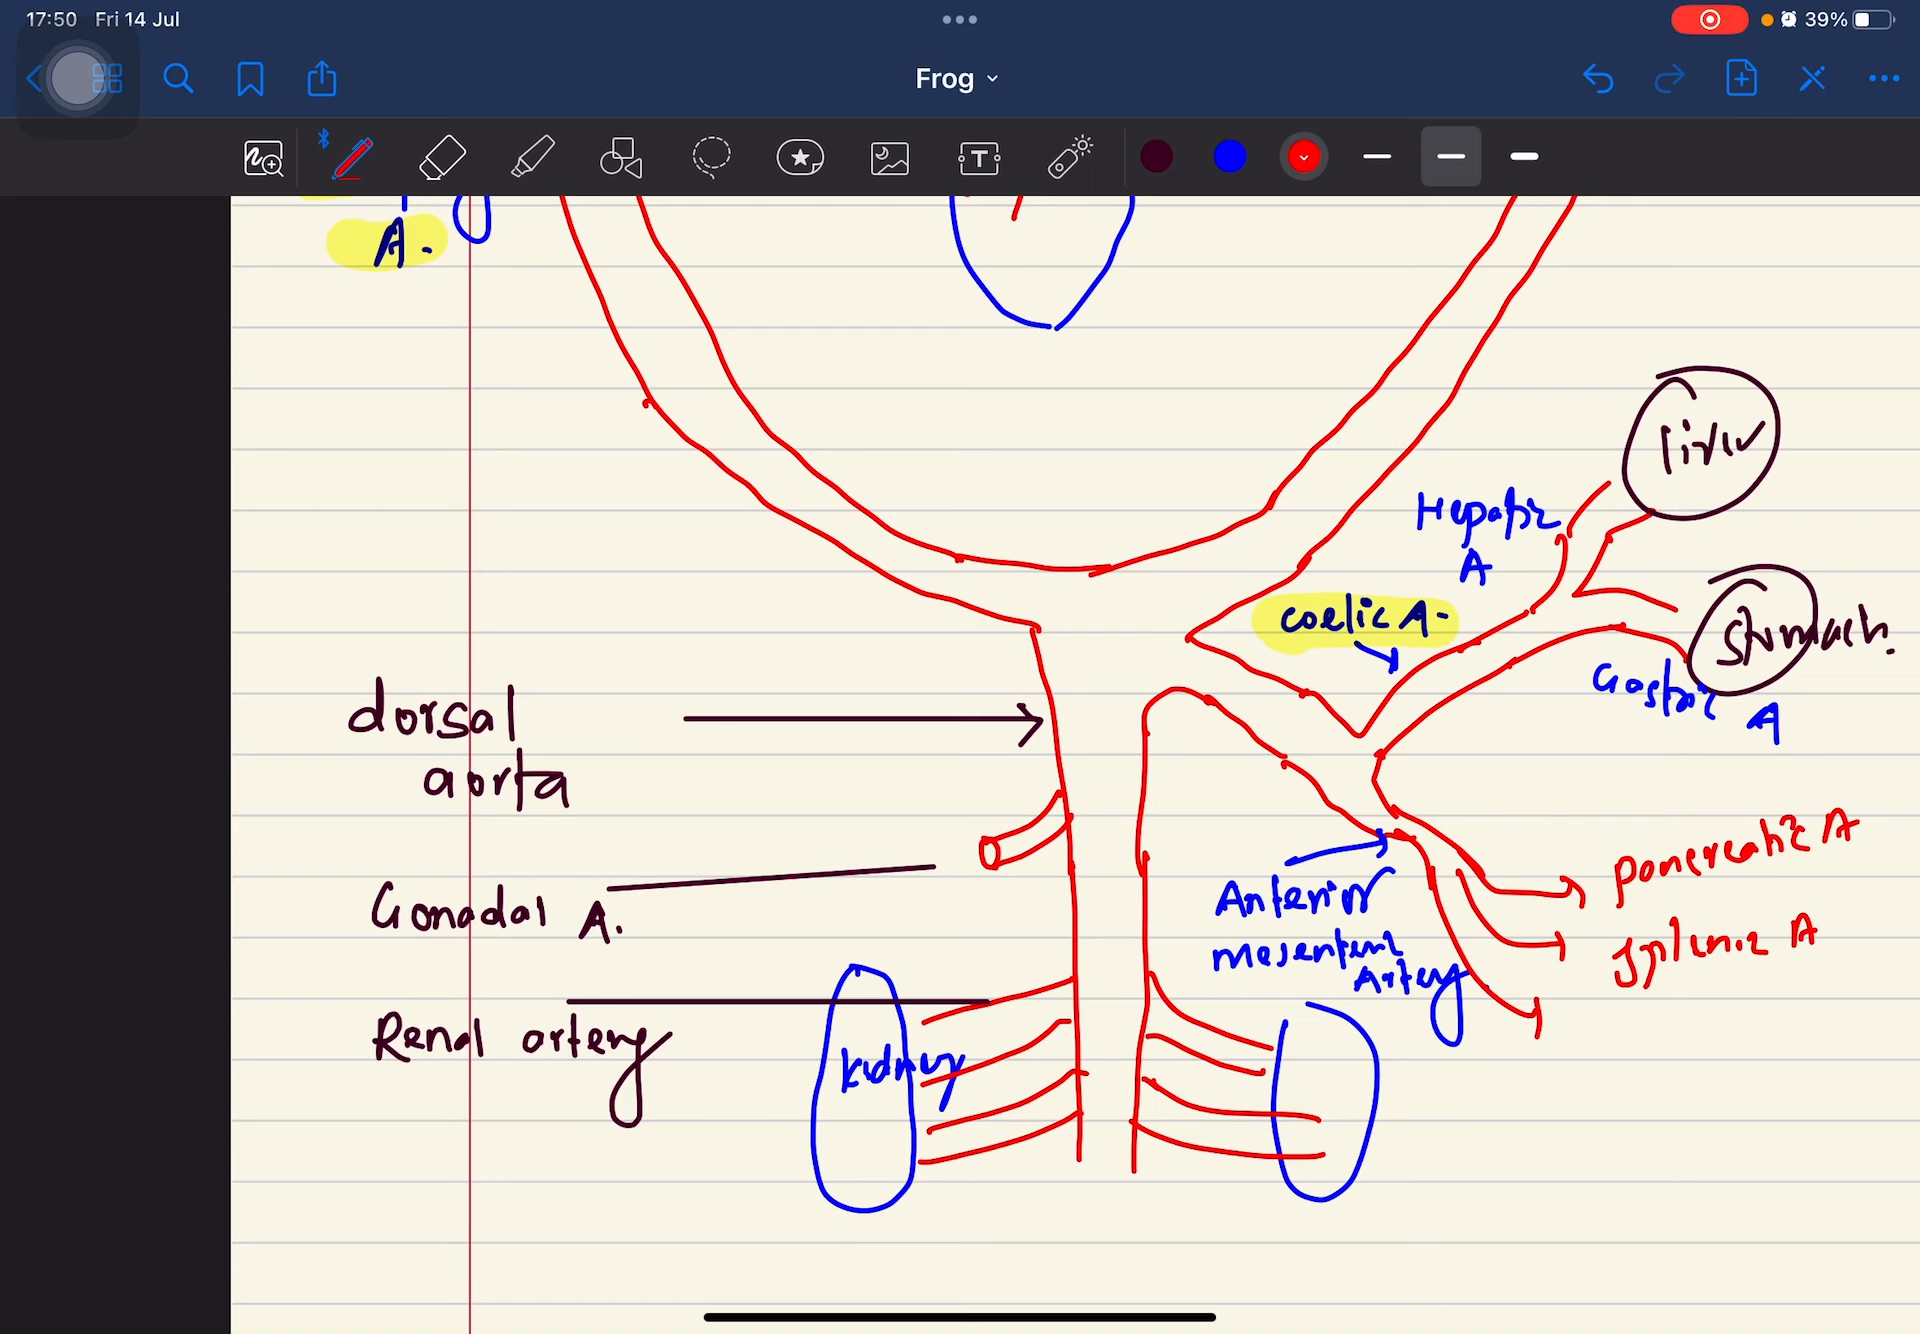 17:50 Fri 14 Jul
39%
Frog
T
A.
liver
Hepatic
A
coelic A-
Stomach.
Gastric
A
dorsal
aorta
pancreatic A
Anterior
Gonadal A.
splenic A
mesenteric
Artery
Renal artery
kidney